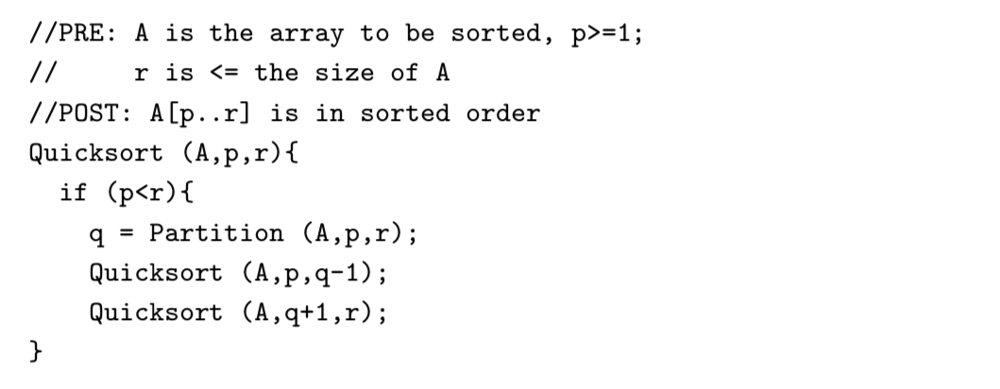 //PRE: A is the array to be sorted, p>=1;
//     r is <= the size of A
//POST: A[p..r] is in sorted order
Quicksort (A,p,r){
  if (p<r){
    q = Partition (A,p,r);
    Quicksort (A,p,q-1);
    Quicksort (A,q+1,r);
}